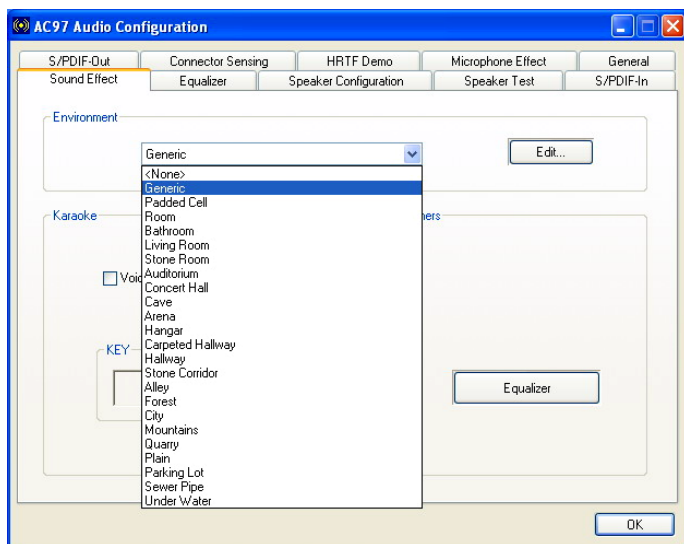 AC97 Audio Configuration
S/PDIF-Out Connector Sensing HRTF Demo Microphone Effect General
Sound Effect Equalizer Speaker Configuration Speaker Test S/PDIF-In
Environment
Generic Edit...
<None>
Generic
Padded Cell
Room
Bathroom
Living Room
Stone Room
Auditorium
Concert Hall
Cave
Arena
Hangar
Carpeted Hallway
Hallway
Stone Corridor
Alley
Forest
City
Mountains
Quarry
Plain
Parking Lot
Sewer Pipe
Under Water
Karaoke
KEY
Equalizer
OK